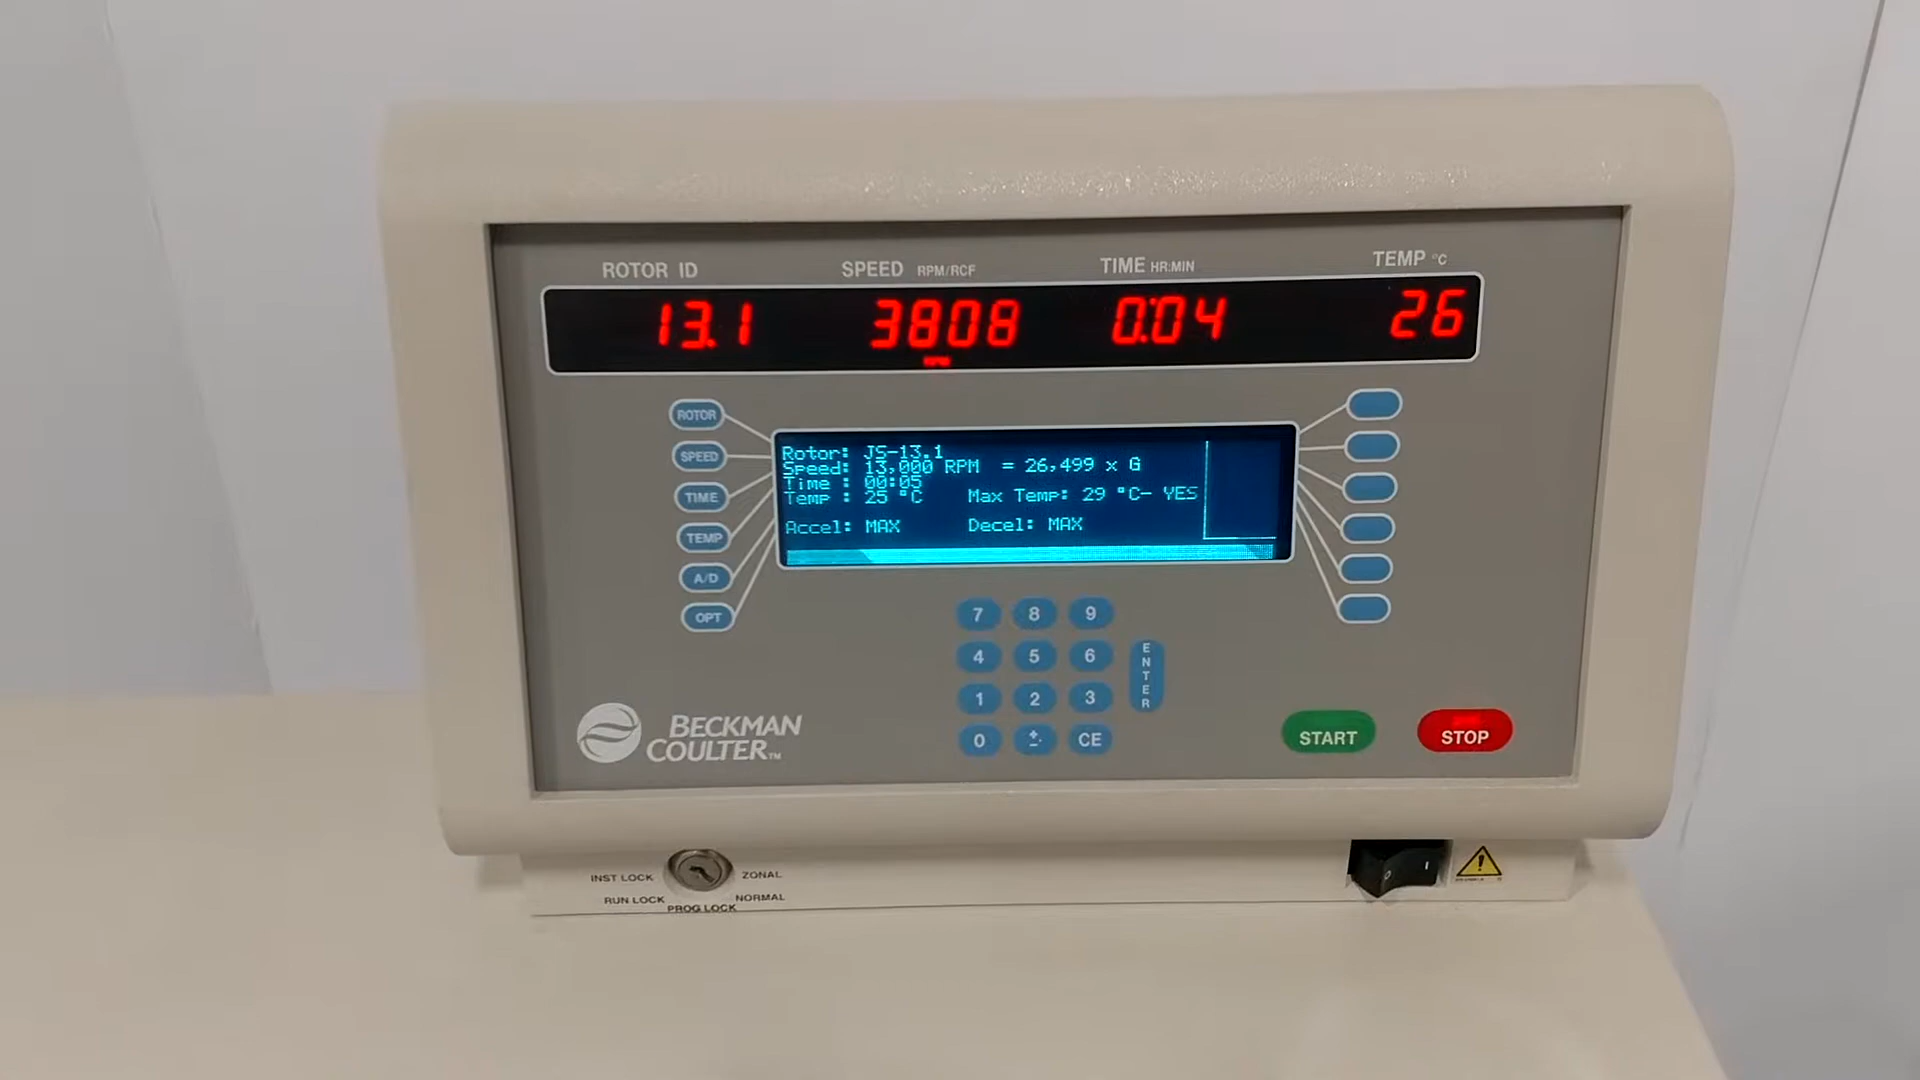 ROTOR ID SPEED RPM/RCF TIME HR:MIN TEMP °C
13.1 3808 0:04 26
RPM
ROTOR
SPEED
TIME
TEMP
A/D
OPT
Rotor: JS-13.1
Speed: 13,000 RPM = 26,499 x G
Time : 00:05
Temp : 25 °C Max Temp: 29 °C- YES
Accel: MAX Decel: MAX
7 8 9
4 5 6
1 2 3
0 +/-. CE
ENTER
BECKMAN
COULTER™
START STOP
INST LOCK ZONAL
RUN LOCK NORMAL
PROG LOCK
O I